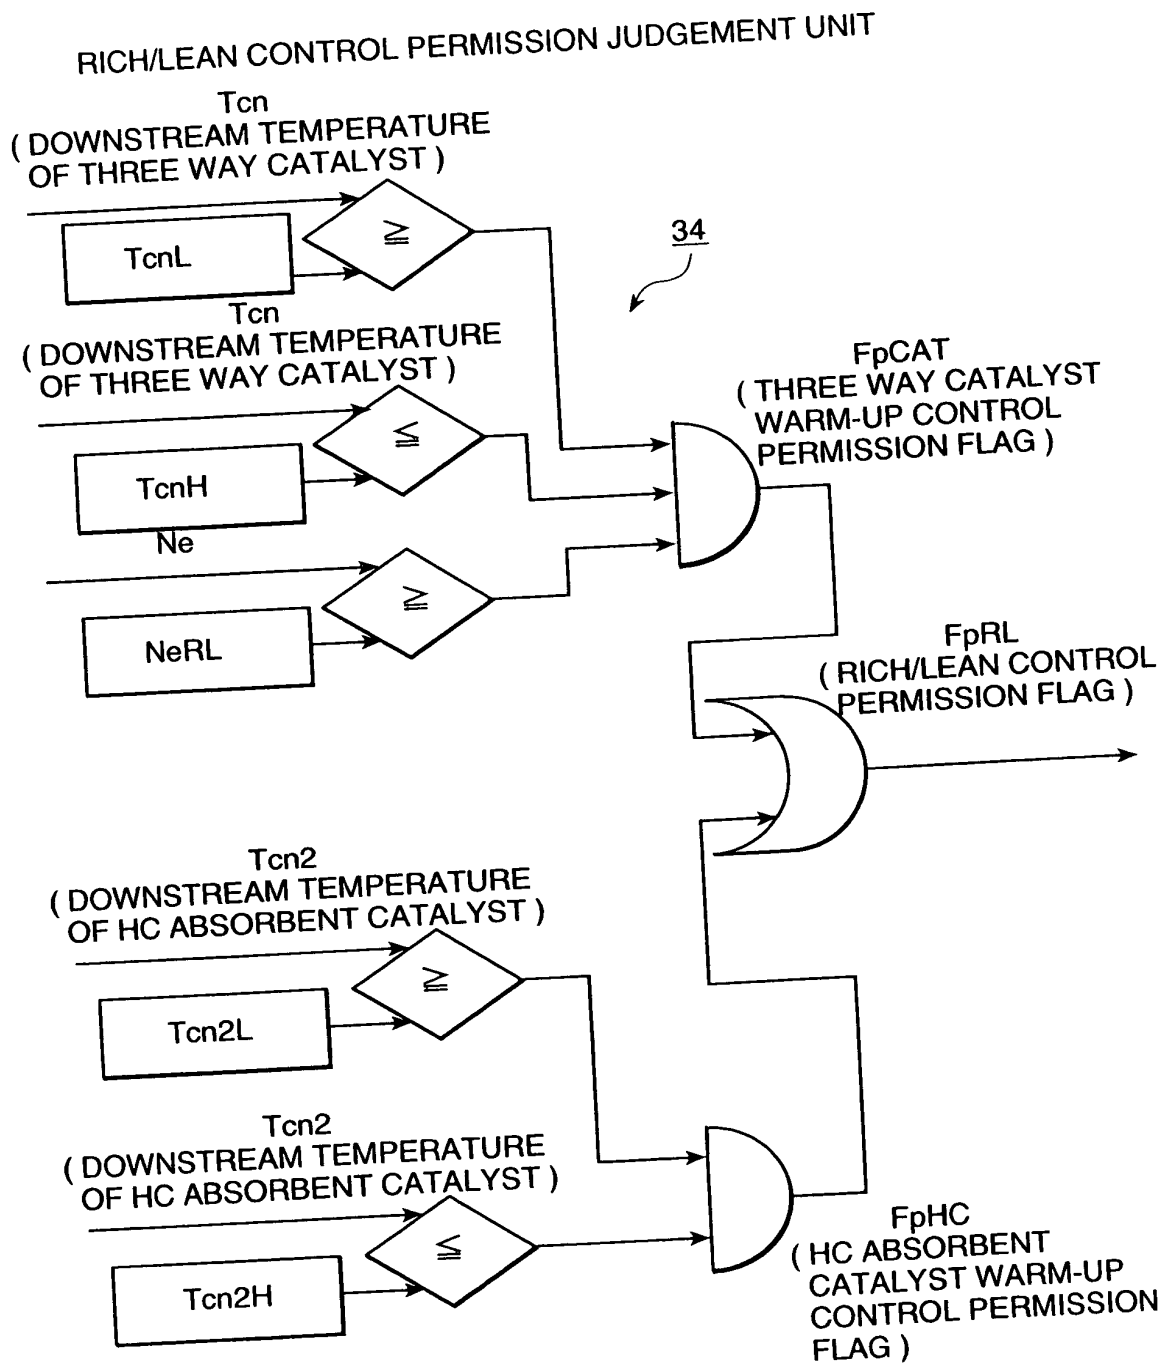 RICH/LEAN CONTROL PERMISSION JUDGEMENT UNIT
Tcn
( DOWNSTREAM TEMPERATURE
OF THREE WAY CATALYST )
≧
TcnL
34
Tcn
( DOWNSTREAM TEMPERATURE
OF THREE WAY CATALYST )
≦
TcnH
FpCAT
( THREE WAY CATALYST
WARM-UP CONTROL
PERMISSION FLAG )
Ne
≧
NeRL
FpRL
( RICH/LEAN CONTROL
PERMISSION FLAG )
Tcn2
( DOWNSTREAM TEMPERATURE
OF HC ABSORBENT CATALYST )
≧
Tcn2L
Tcn2
( DOWNSTREAM TEMPERATURE
OF HC ABSORBENT CATALYST )
≦
Tcn2H
FpHC
( HC ABSORBENT
CATALYST WARM-UP
CONTROL PERMISSION
FLAG )